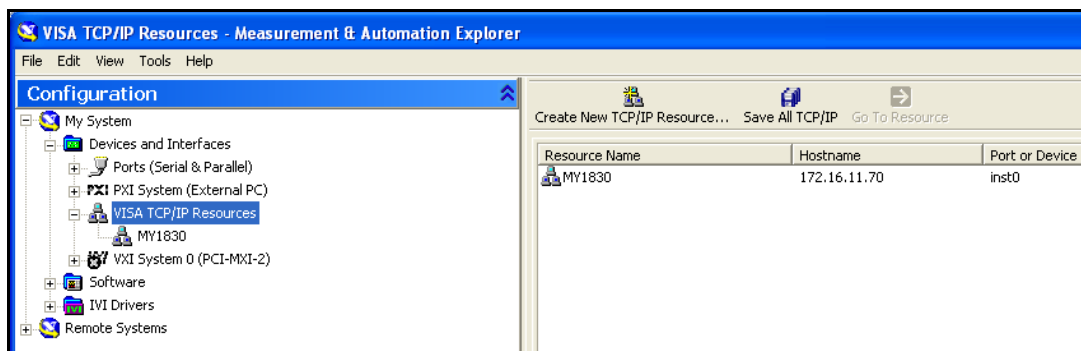 VISA TCP/IP Resources - Measurement & Automation Explorer
File Edit View Tools Help
Configuration
My System
Devices and Interfaces
Ports (Serial & Parallel)
PXI PXI System (External PC)
VISA TCP/IP Resources
MY1830
VXI System 0 (PCI-MXI-2)
Software
IVI Drivers
Remote Systems
Create New TCP/IP Resource... Save All TCP/IP Go To Resource
Resource Name Hostname Port or Device
MY1830 172.16.11.70 inst0